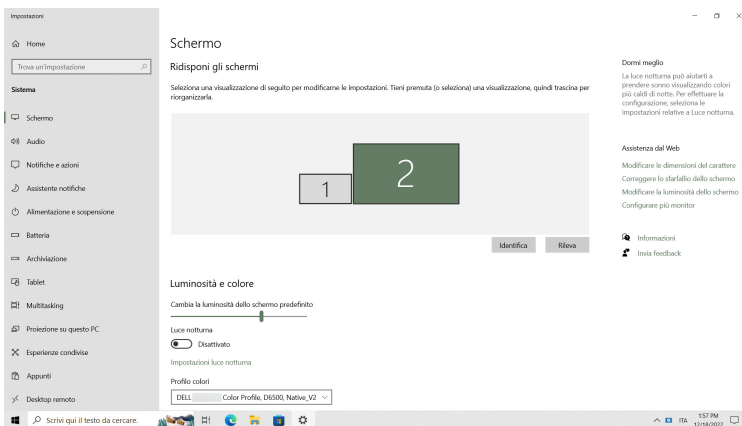 Impostazioni
Home
Trova un'impostazione
Sistema
Schermo
Audio
Notifiche e azioni
Assistente notifiche
Alimentazione e sospensione
Batteria
Archiviazione
Tablet
Multitasking
Proiezione su questo PC
Esperienze condivise
Appunti
Desktop remoto
Schermo
Ridisponi gli schermi
Seleziona una visualizzazione di seguito per modificarne le impostazioni. Tieni premuta (o seleziona) una visualizzazione, quindi trascina per
riorganizzarla.
1
2
Identifica
Rileva
Luminosità e colore
Cambia la luminosità dello schermo predefinito
Luce notturna
Disattivato
Impostazioni luce notturna
Profilo colori
DELL Color Profile, D6500, Native_V2
Dormi meglio
La luce notturna può aiutarti a
prendere sonno visualizzando colori
più caldi di notte. Per effettuare la
configurazione, seleziona le
impostazioni relative a Luce notturna.
Assistenza dal Web
Modificare le dimensioni del carattere
Correggere lo sfarfallio dello schermo
Modificare la luminosità dello schermo
Configurare più monitor
Informazioni
Invia feedback
Scrivi qui il testo da cercare.
ITA
1:57 PM
12/18/2022